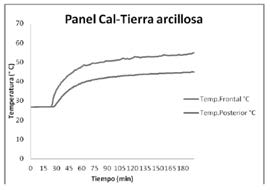 Panel Cal-Tierra arcillosa
Temperatura(° C)
70
60
50
40
30
20
10
0
0 15 30 45 60 75 90 105 120 135 150 165 180
Tiempo (min)
Temp.Frontal °C
Temp.Posterior °C